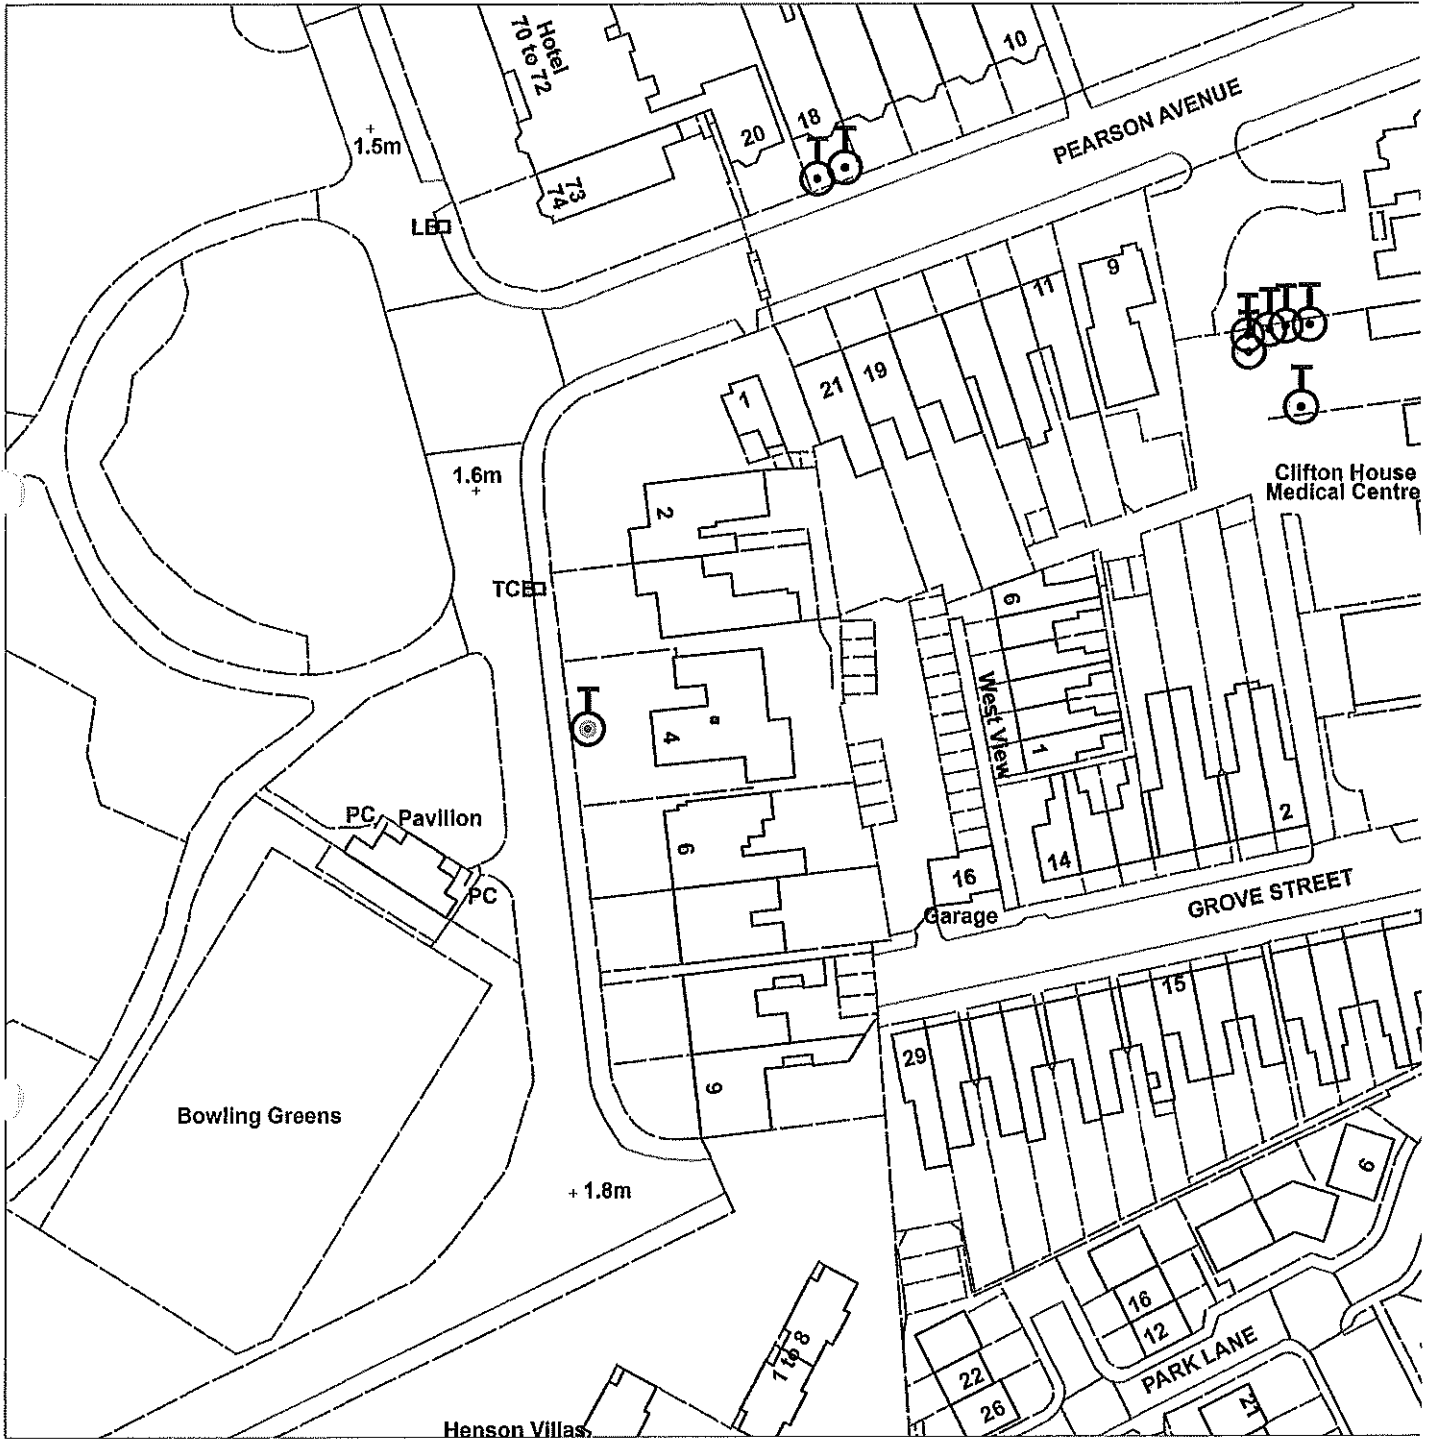 Hotel
70 to 72
10
18
20
PEARSON AVENUE
1.5m
73
74
LB
9
11
21
19
1
1.6m
Clifton House
Medical Centre
2
TCB
6
West View
1
4
PC
Pavilion
6
2
14
16
PC
Garage
GROVE STREET
15
29
9
Bowling Greens
6
1.8m
16
12
1 to 8
PARK LANE
22
26
21
Henson Villas
T
T
T
T
T
T
T
T
T